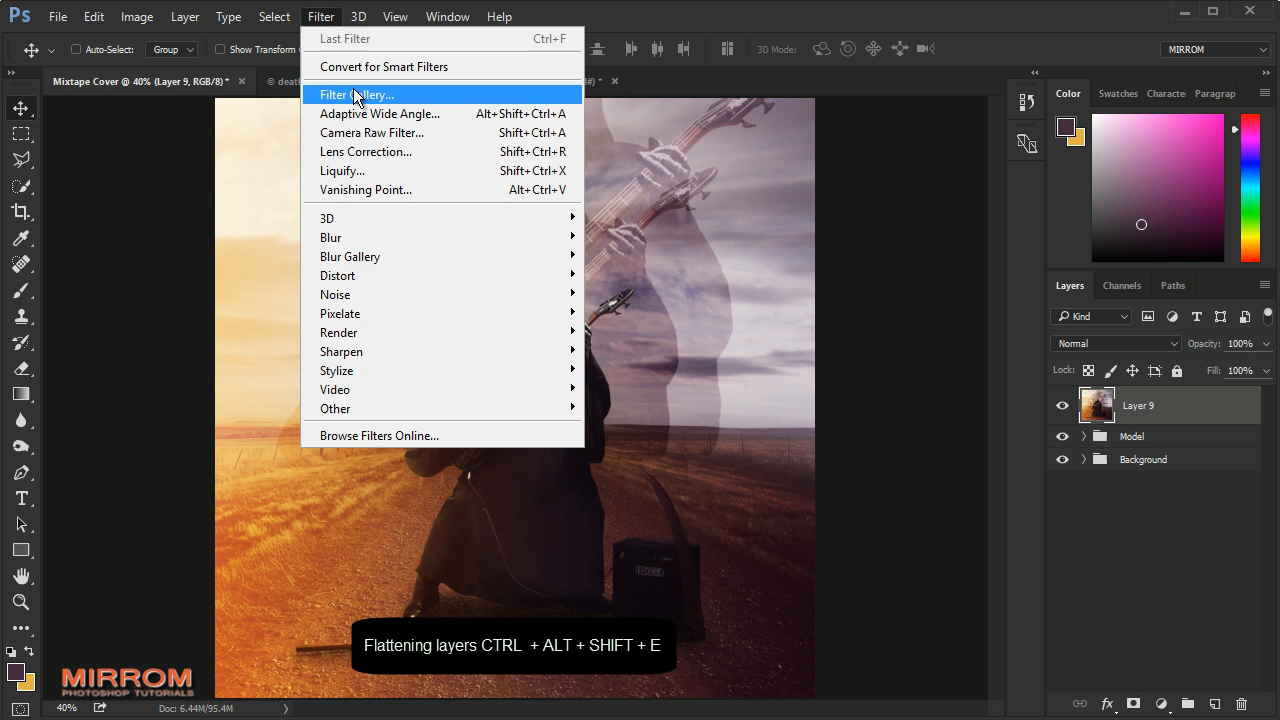 Ps File Edit Image Layer Type Select Filter 3D View Window Help
Auto-Select: Group Show Transform 3D Mode: MIRROM
Mixtape Cover @ 40% (Layer 9, RGB/8) * × © death #) * ×
Last Filter Ctrl+F
Convert for Smart Filters
Filter Gallery...
Adaptive Wide Angle... Alt+Shift+Ctrl+A
Camera Raw Filter... Shift+Ctrl+A
Lens Correction... Shift+Ctrl+R
Liquify... Shift+Ctrl+X
Vanishing Point... Alt+Ctrl+V
3D
Blur
Blur Gallery
Distort
Noise
Pixelate
Render
Sharpen
Stylize
Video
Other
Browse Filters Online...
Color Swatches Characte Paragrap
Layers Channels Paths
Kind
Normal Opacity: 100%
Lock: Fill: 100%
Layer 9
Model
Background
Flattening layers CTRL + ALT + SHIFT + E
MIRROM
PHOTOSHOP TUTORIALS
40% Doc: 6.44M/95.4M
fx